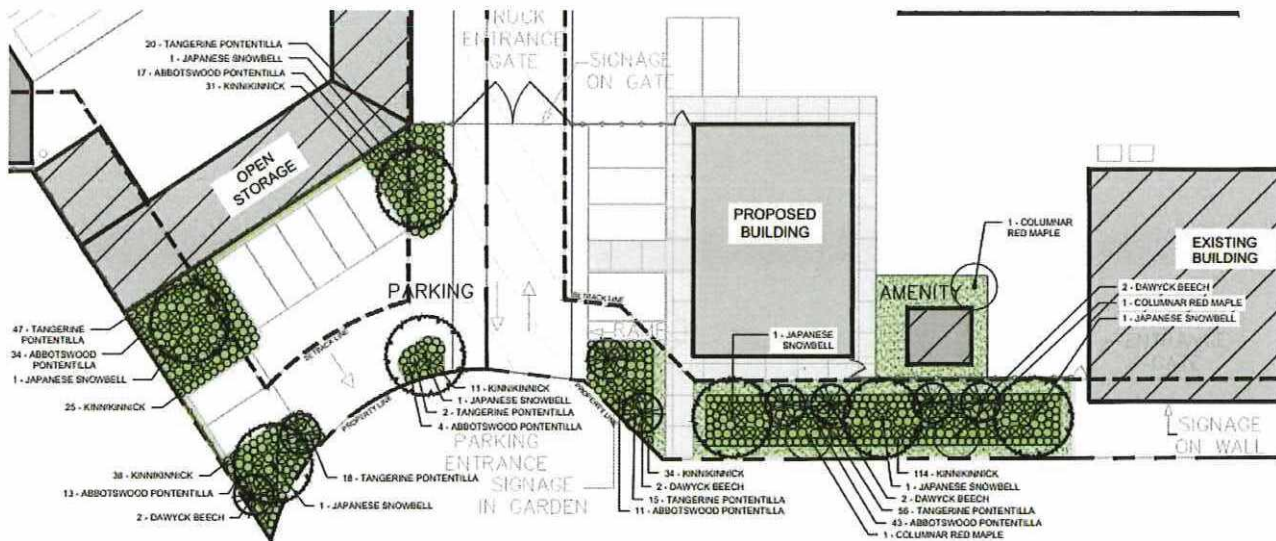 TRUCK
ENTRANCE
GATE
20 - TANGERINE PONTENTILLA
1 - JAPANESE SNOWBELL
17 - ABBOTSWOOD PONTENTILLA
31 - KINNIKINNICK
SIGNAGE
ON GATE
OPEN
STORAGE
PROPOSED
BUILDING
1 - COLUMNAR
RED MAPLE
EXISTING
BUILDING
PARKING
SETBACK LINE
AMENITY
2 - DAWYCK BEECH
1 - COLUMNAR RED MAPLE
1 - JAPANESE SNOWBELL
47 - TANGERINE
PONTENTILLA
34 - ABBOTSWOOD
PONTENTILLA
1 - JAPANESE SNOWBELL
25 - KINNIKINNICK
SETBACK LINE
PROPERTY LINE
1 - JAPANESE
SNOWBELL
11 - KINNIKINNICK
1 - JAPANESE SNOWBELL
2 - TANGERINE PONTENTILLA
4 - ABBOTSWOOD PONTENTILLA
PROPERTY LINE
PARKING
ENTRANCE
SIGNAGE
IN GARDEN
SIGNAGE
ON WALL
38 - KINNIKINNICK
13 - ABBOTSWOOD PONTENTILLA
2 - DAWYCK BEECH
18 - TANGERINE PONTENTILLA
1 - JAPANESE SNOWBELL
34 - KINNIKINNICK
2 - DAWYCK BEECH
15 - TANGERINE PONTENTILLA
11 - ABBOTSWOOD PONTENTILLA
114 - KINNIKINNICK
1 - JAPANESE SNOWBELL
2 - DAWYCK BEECH
56 - TANGERINE PONTENTILLA
43 - ABBOTSWOOD PONTENTILLA
1 - COLUMNAR RED MAPLE